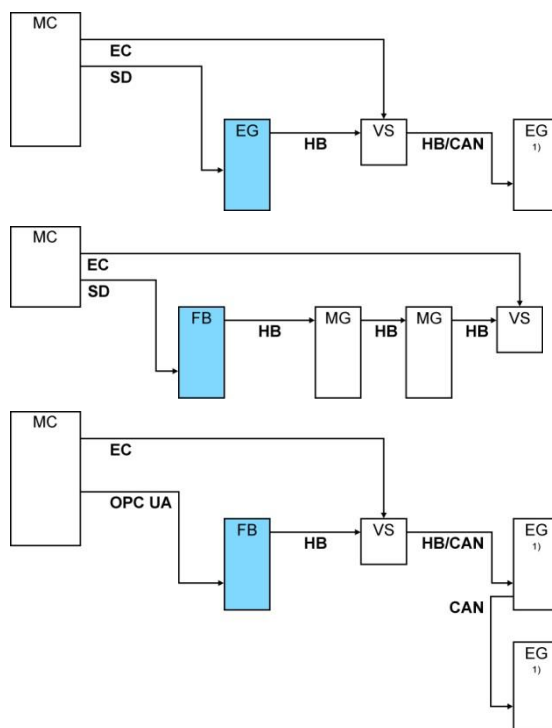 MC
EC
SD
EG
HB
VS
HB/CAN
EG
1)
MC
EC
SD
FB
HB
MG
HB
MG
HB
VS
MC
EC
OPC UA
FB
HB
VS
HB/CAN
EG
1)
CAN
EG
1)